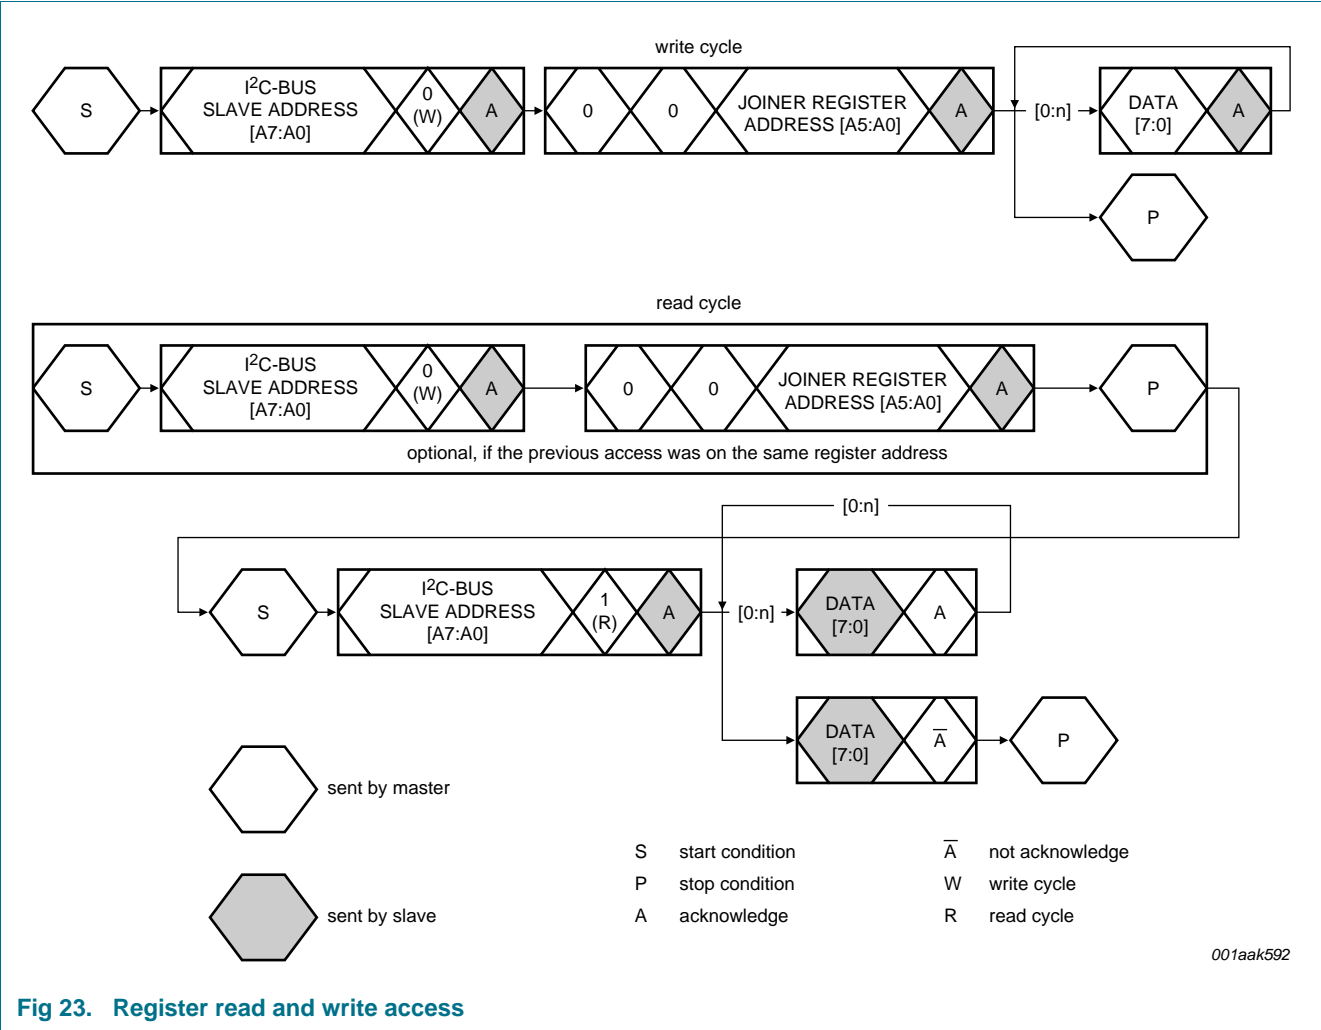 write cycle
S
I2C-BUS
SLAVE ADDRESS
[A7:A0]
0
(W)
A
0
0
JOINER REGISTER
ADDRESS [A5:A0]
A
[0:n]
DATA
[7:0]
A
P
read cycle
S
I2C-BUS
SLAVE ADDRESS
[A7:A0]
0
(W)
A
0
0
JOINER REGISTER
ADDRESS [A5:A0]
A
P
optional, if the previous access was on the same register address
[0:n]
S
I2C-BUS
SLAVE ADDRESS
[A7:A0]
1
(R)
A
[0:n]
DATA
[7:0]
A
DATA
[7:0]
A̅
P
sent by master
sent by slave
S start condition
P stop condition
A acknowledge
A̅ not acknowledge
W write cycle
R read cycle
001aak592
Fig 23. Register read and write access